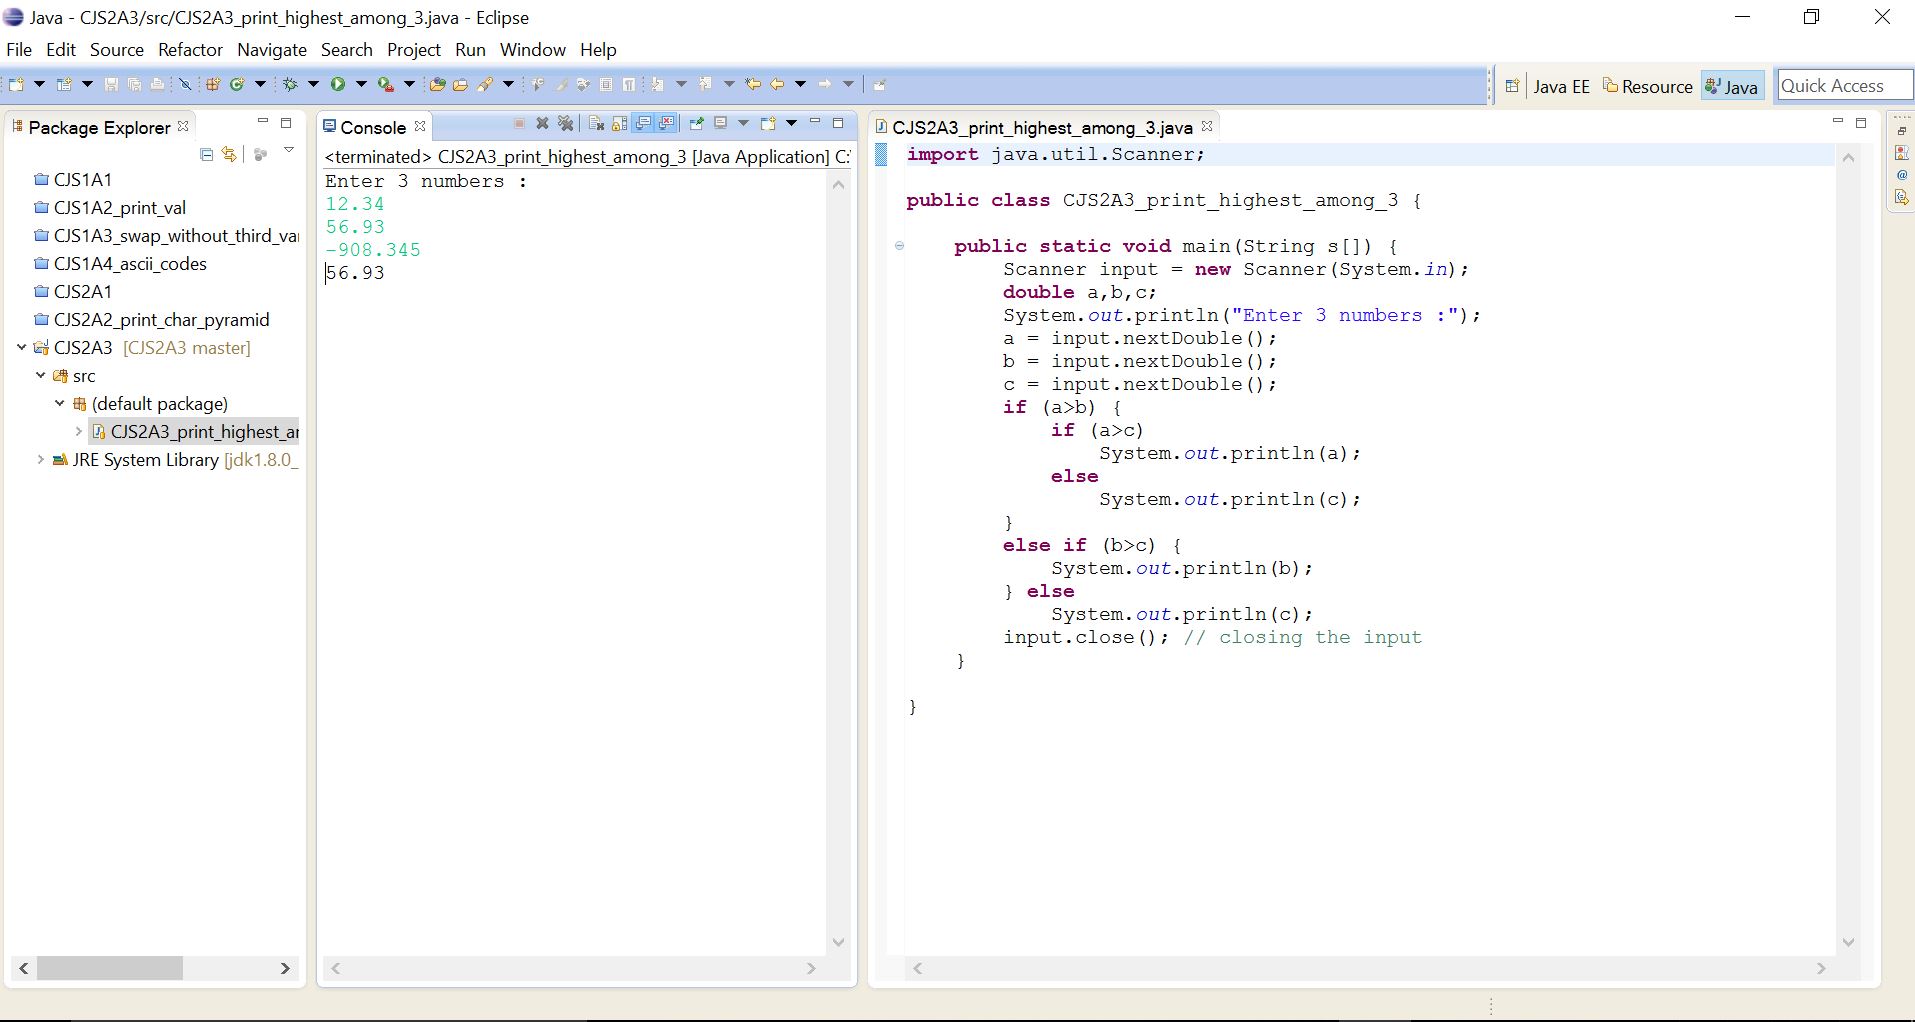 Java - CJS2A3/src/CJS2A3_print_highest_among_3.java - Eclipse
File Edit Source Refactor Navigate Search Project Run Window Help
Java EE Resource Java Quick Access
Package Explorer
CJS1A1
CJS1A2_print_val
CJS1A3_swap_without_third_va
CJS1A4_ascii_codes
CJS2A1
CJS2A2_print_char_pyramid
CJS2A3 [CJS2A3 master]
src
(default package)
CJS2A3_print_highest_a
JRE System Library [jdk1.8.0_
Console
<terminated> CJS2A3_print_highest_among_3 [Java Application] C:
Enter 3 numbers :
12.34
56.93
-908.345
56.93
CJS2A3_print_highest_among_3.java
import java.util.Scanner;
public class CJS2A3_print_highest_among_3 {
public static void main(String s[]) {
Scanner input = new Scanner(System.in);
double a,b,c;
System.out.println("Enter 3 numbers :");
a = input.nextDouble();
b = input.nextDouble();
c = input.nextDouble();
if (a>b) {
if (a>c)
System.out.println(a);
else
System.out.println(c);
}
else if (b>c) {
System.out.println(b);
} else
System.out.println(c);
input.close(); // closing the input
}
}